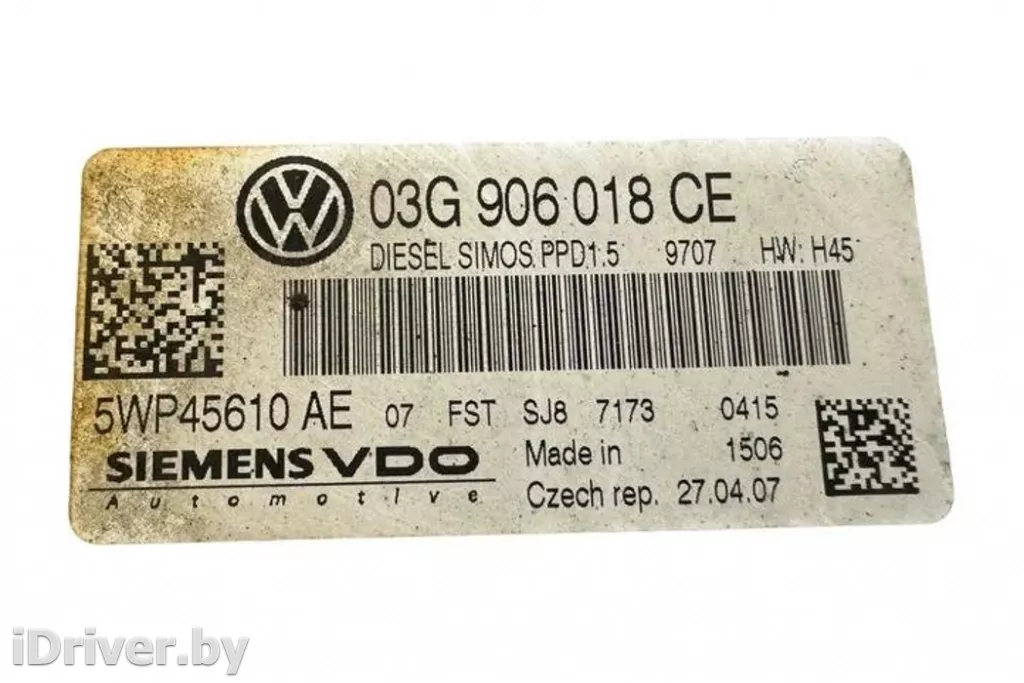 03G 906 018 CE
DIESEL SIMOS PPD1.5 9707 HW: H45
5WP45610 AE 07 FST SJ8 7173 0415
SIEMENS VDO Made in 1506
Automotive Czech rep. 27.04.07
iDriver.by